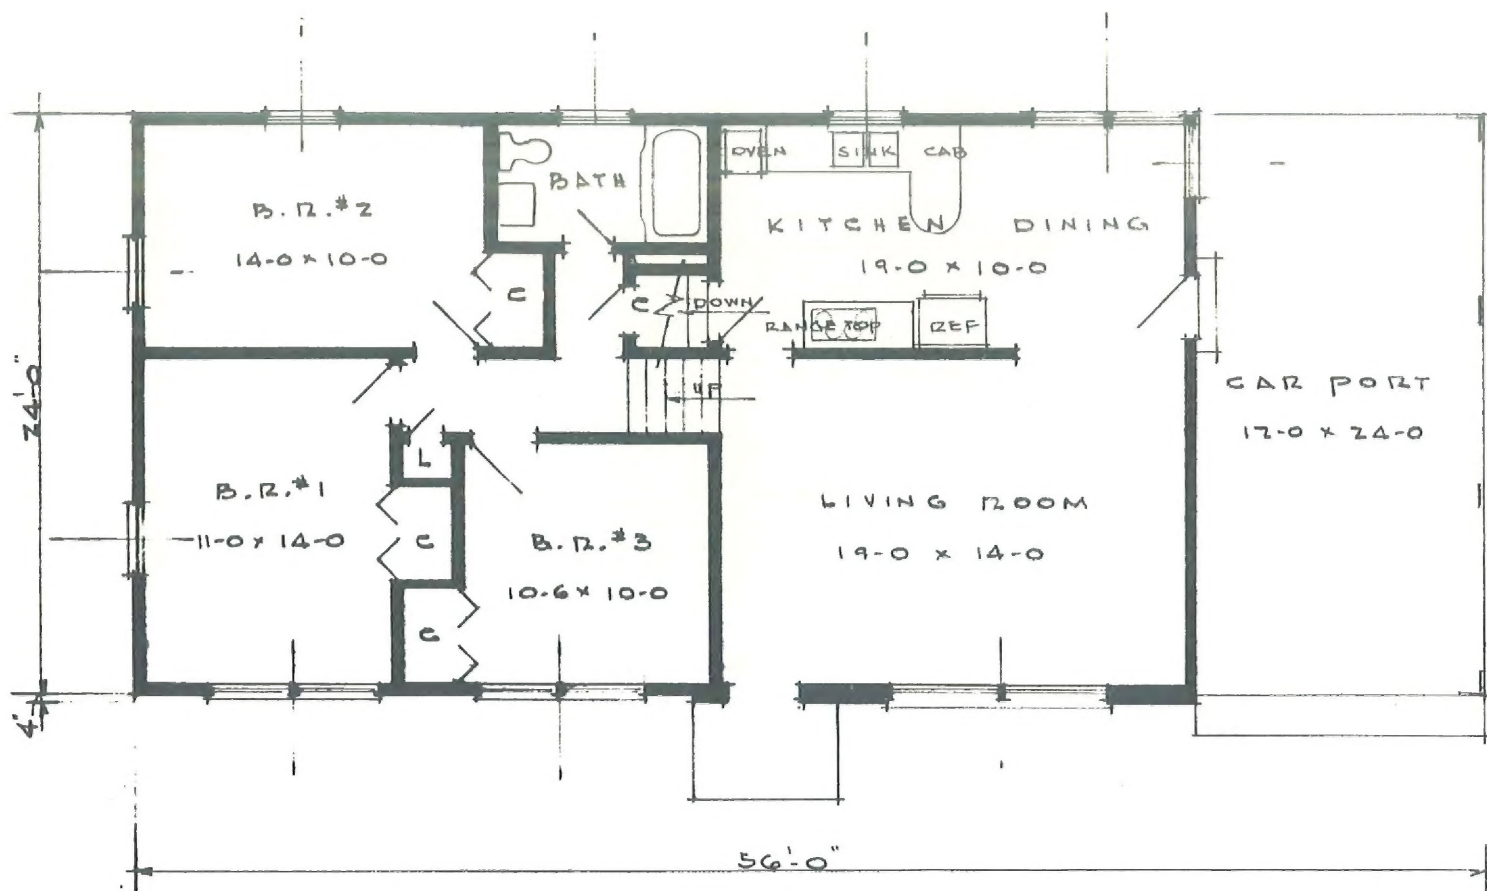 OVEN
SINK
CAB
BATH
B.R.#2
14-0 x 10-0
KITCHEN
DINING
19-0 x 10-0
C
C
DOWN
RANGE TOP
REF
UP
CAR PORT
12-0 x 24-0
24'-0"
L
B.R.#1
11-0 x 14-0
C
B.R.#3
10-6 x 10-0
LIVING ROOM
19-0 x 14-0
C
4"
56'-0"